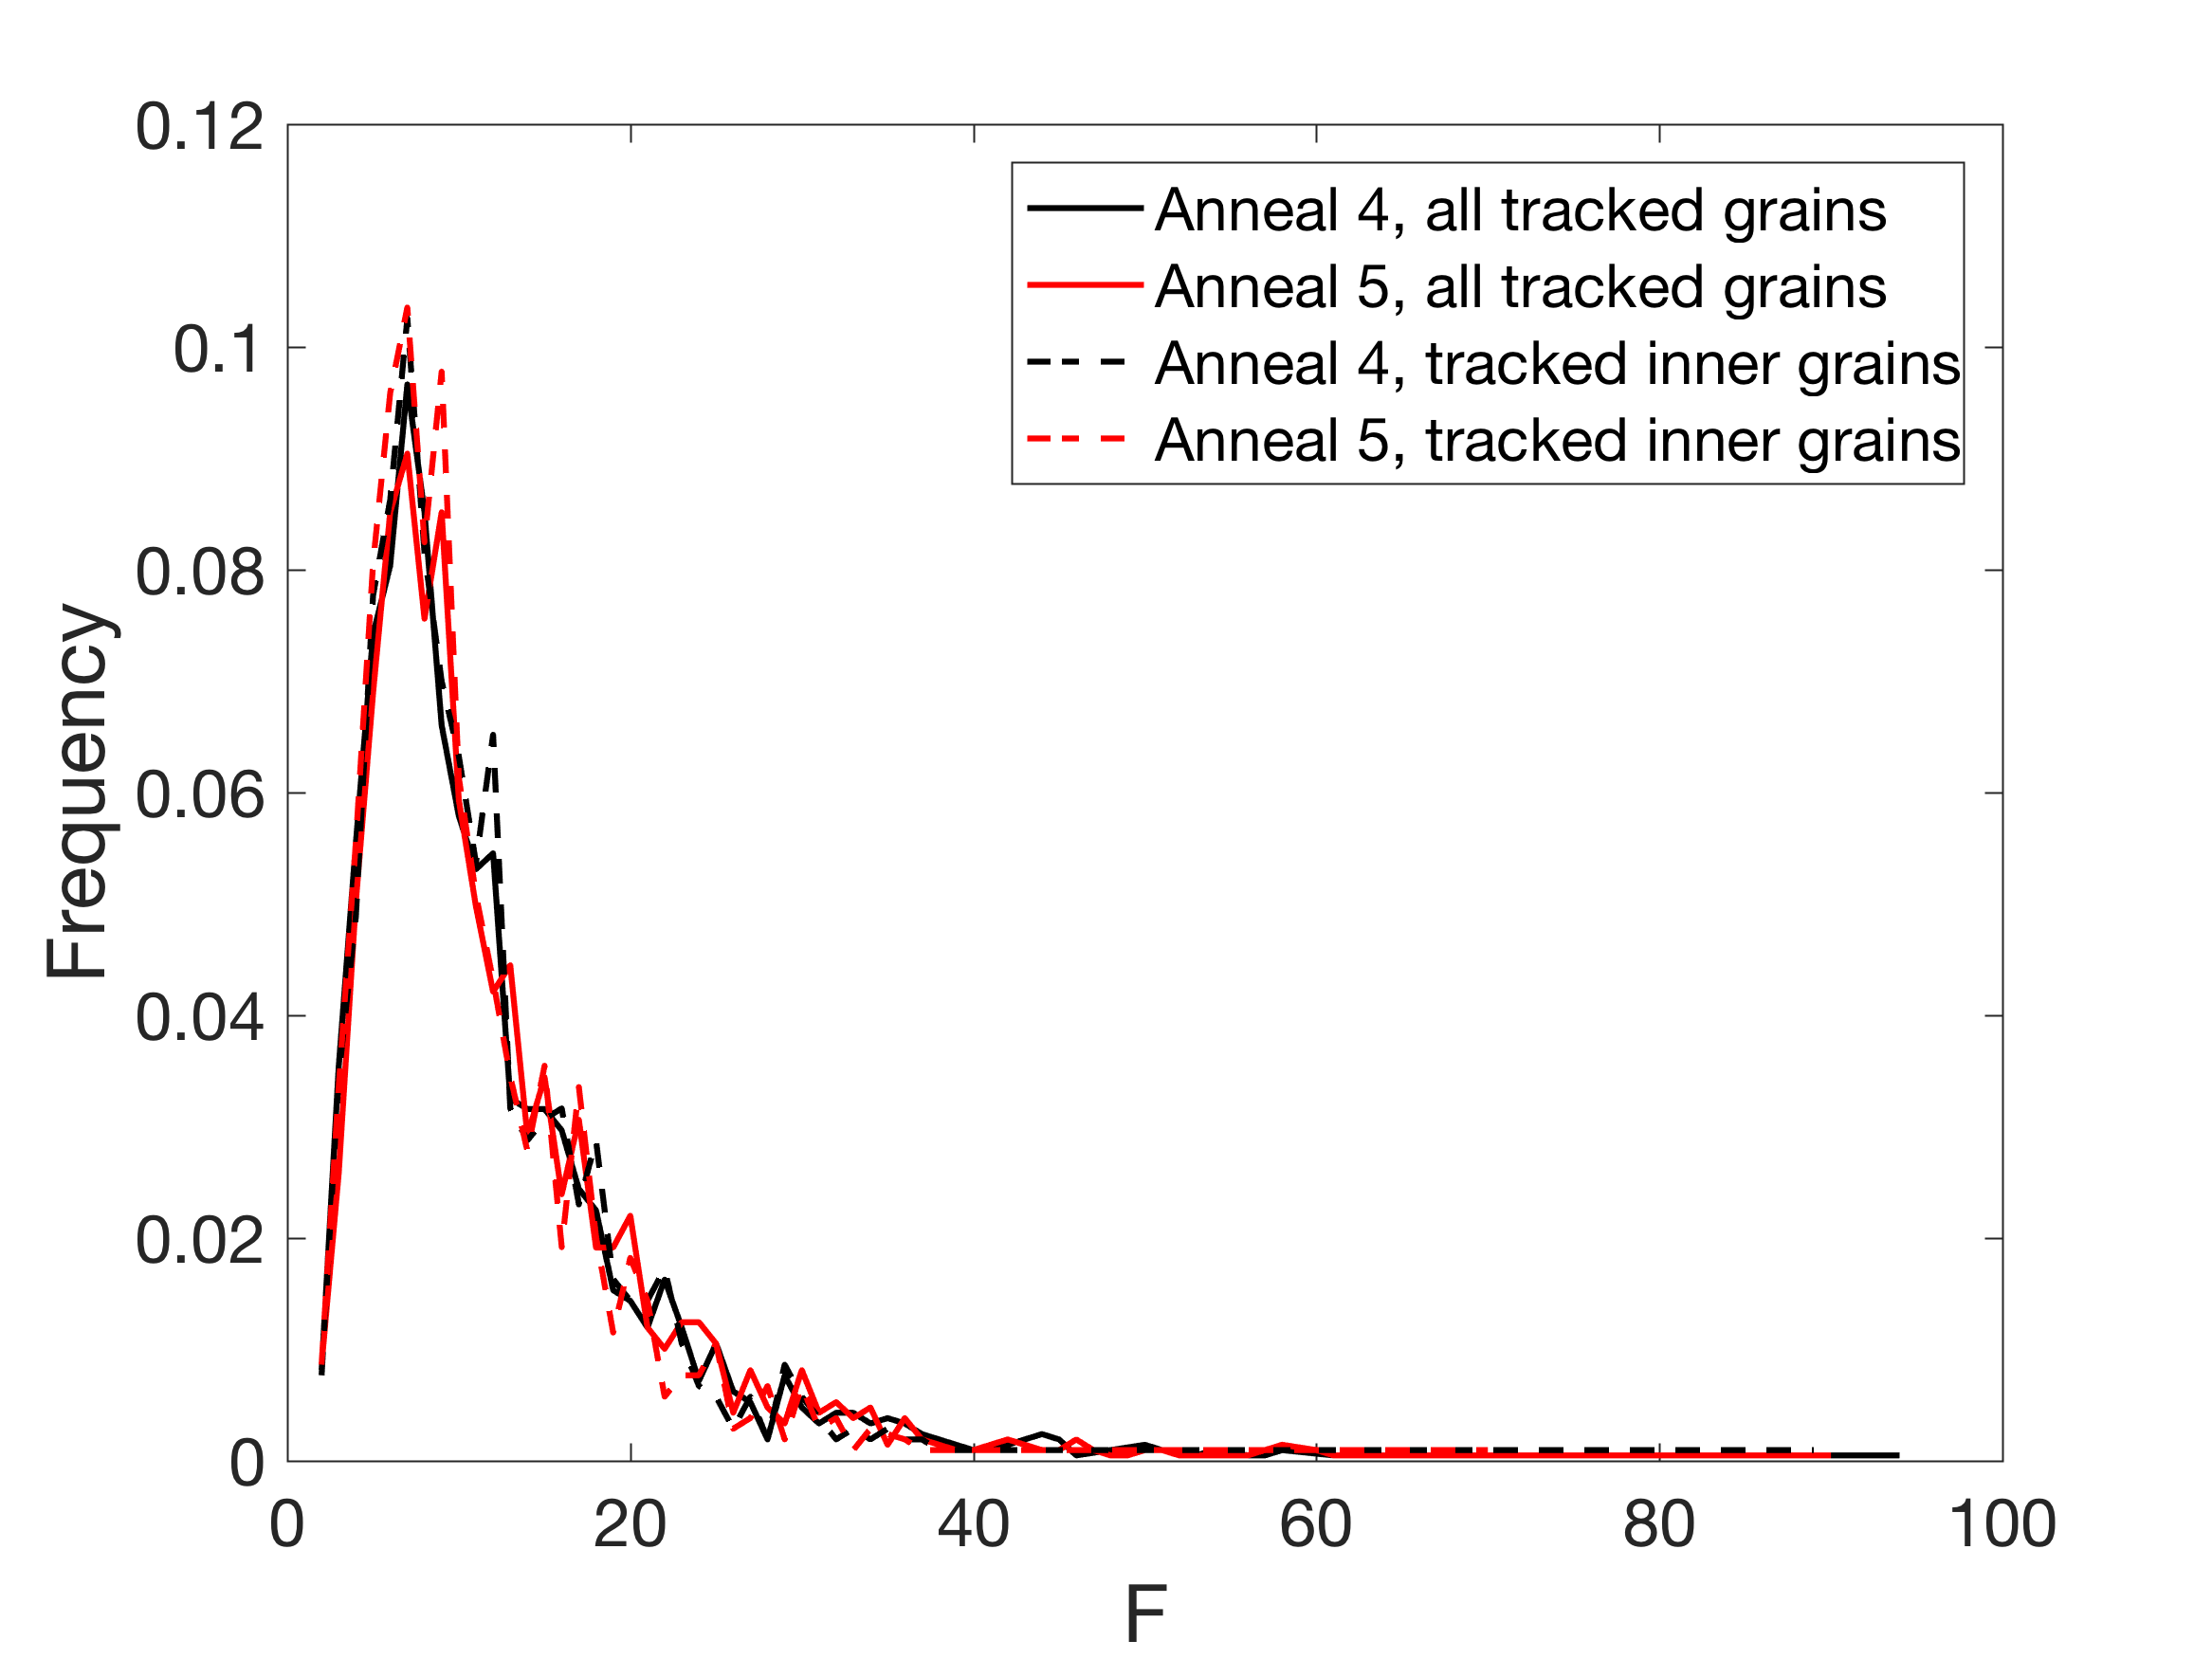 0.12
0.1
0.08
0.06
0.04
0.02
0
Frequency
Anneal 4, all tracked grains
Anneal 5, all tracked grains
Anneal 4, tracked inner grains
Anneal 5, tracked inner grains
0 20 40 60 80 100
F